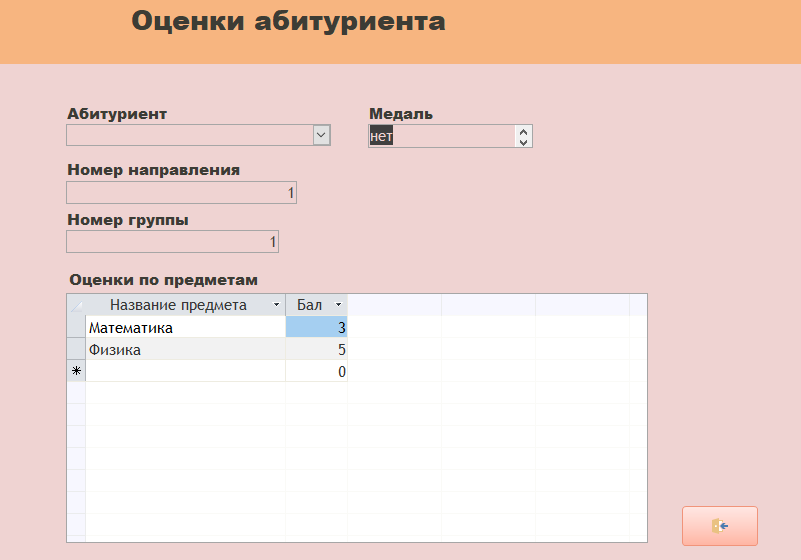 Оценки абитуриента
Абитуриент Медаль
нет
Номер направления
1
Номер группы
1
Оценки по предметам
Название предмета Бал
Математика 3
Физика 5
0